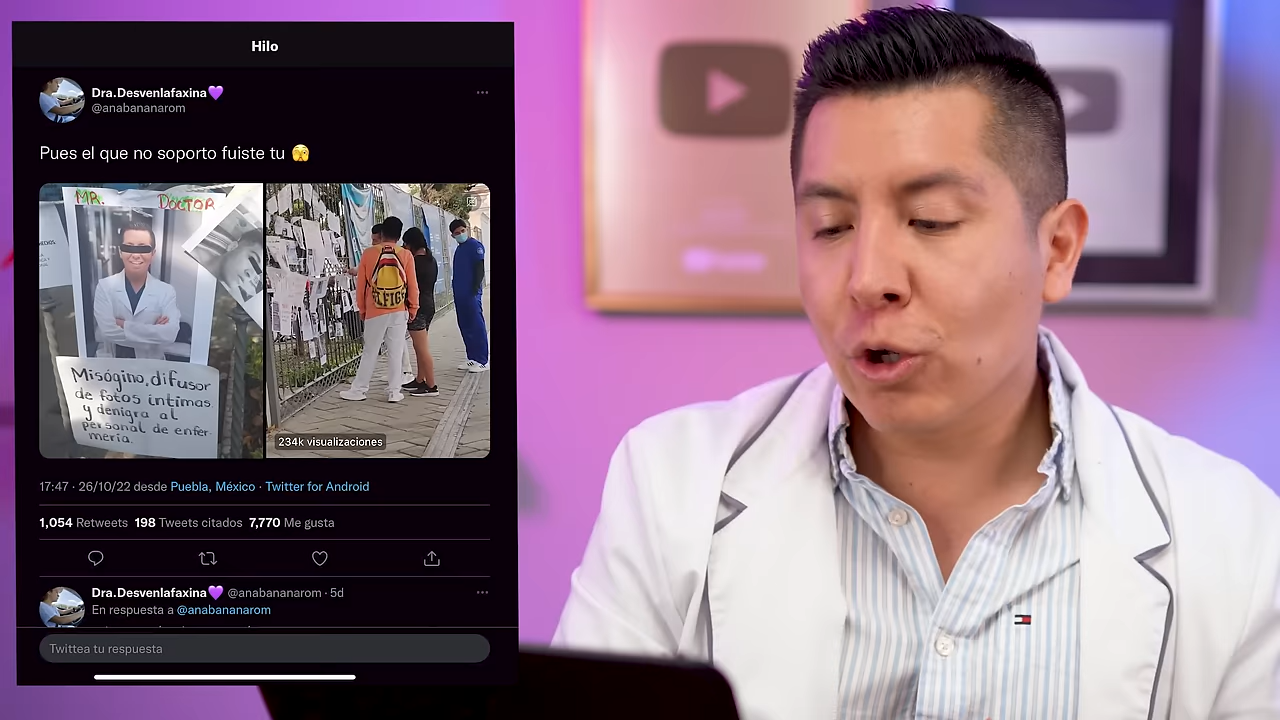 Hilo
Dra.Desvenlafaxina💜
@anabananarom
Pues el que no soporto fuiste tu 🫣
MR. DOCTOR
Misógino, difusor
de fotos intimas
y denigra al
personal de enfer-
mería.
234k visualizaciones
17:47 · 26/10/22 desde Puebla, México · Twitter for Android
1,054 Retweets 198 Tweets citados 7,770 Me gusta
Dra.Desvenlafaxina💜 @anabananarom · 5d
En respuesta a @anabananarom
Twittea tu respuesta